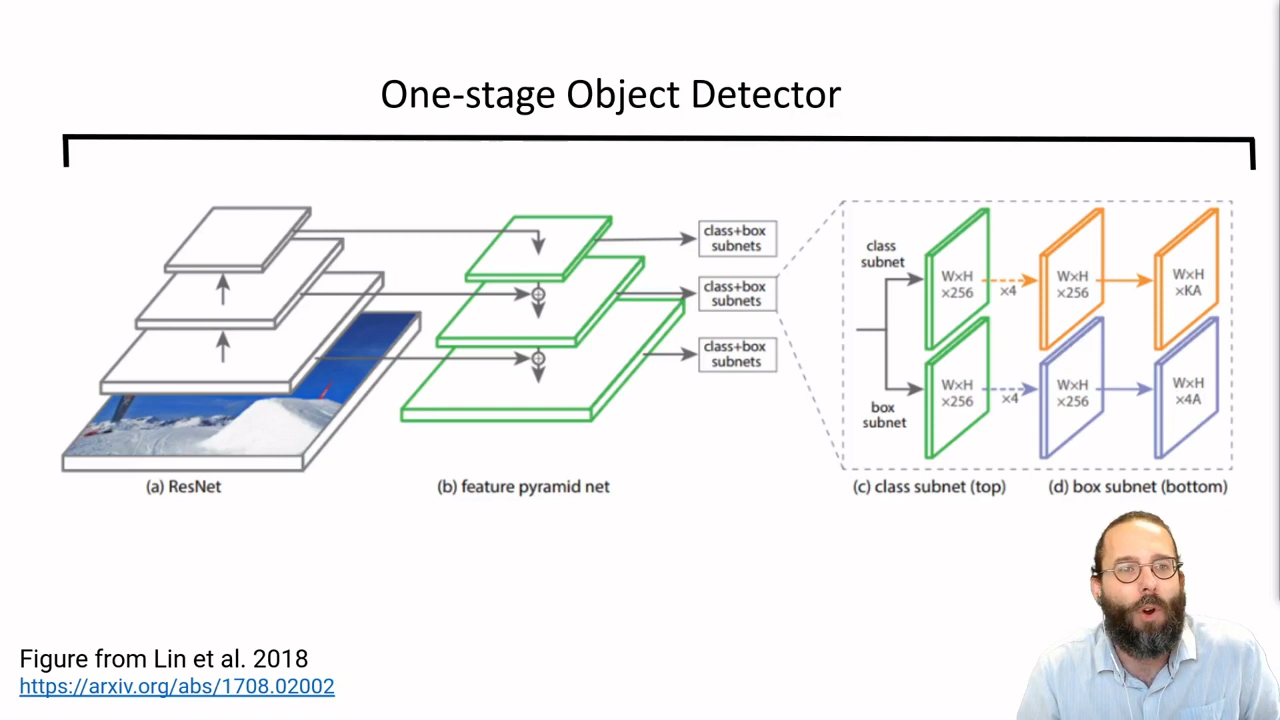 One-stage Object Detector
class+box
subnets
class+box
subnets
class+box
subnets
class
subnet
W×H
×256
×4
W×H
×256
W×H
×KA
box
subnet
W×H
×256
×4
W×H
×256
W×H
×4A
(a) ResNet
(b) feature pyramid net
(c) class subnet (top)
(d) box subnet (bottom)
Figure from Lin et al. 2018
https://arxiv.org/abs/1708.02002